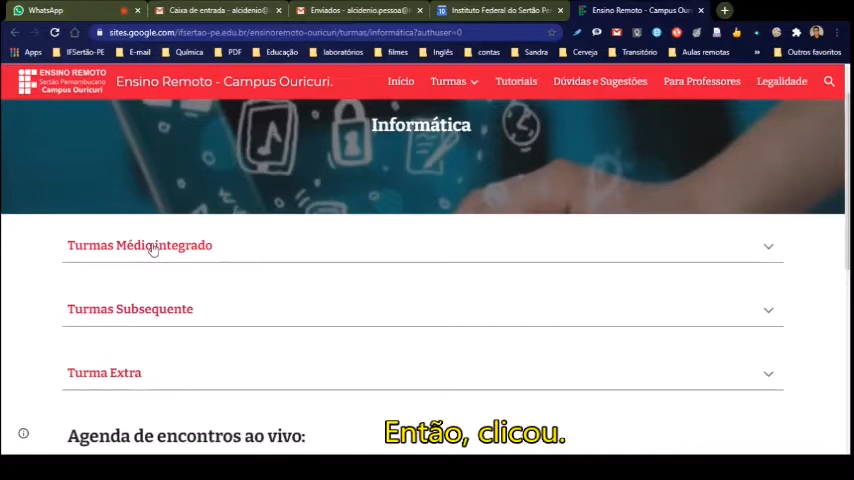 WhatsApp
Caixa de entrada - alcidenio
Enviados - alcidenio.pessoa@
Instituto Federal do Sertão Per
Ensino Remoto - Campus Our
sites.google.com/ifsertao-pe.edu.br/ensinoremoto-ouricuri/turmas/informática?authuser=0
Apps IFSertão-PE E-mail Química PDF Educação laboratórios filmes Inglês contas Sandra Cerveja Transitório Aulas remotas » Outros favoritos
ENSINO REMOTO
Sertão Pernambucano
Campus Ouricuri
Ensino Remoto - Campus Ouricuri.
Início Turmas Tutoriais Dúvidas e Sugestões Para Professores Legalidade
Informática
Turmas Médio integrado
Turmas Subsequente
Turma Extra
Agenda de encontros ao vivo:
Então, clicou.